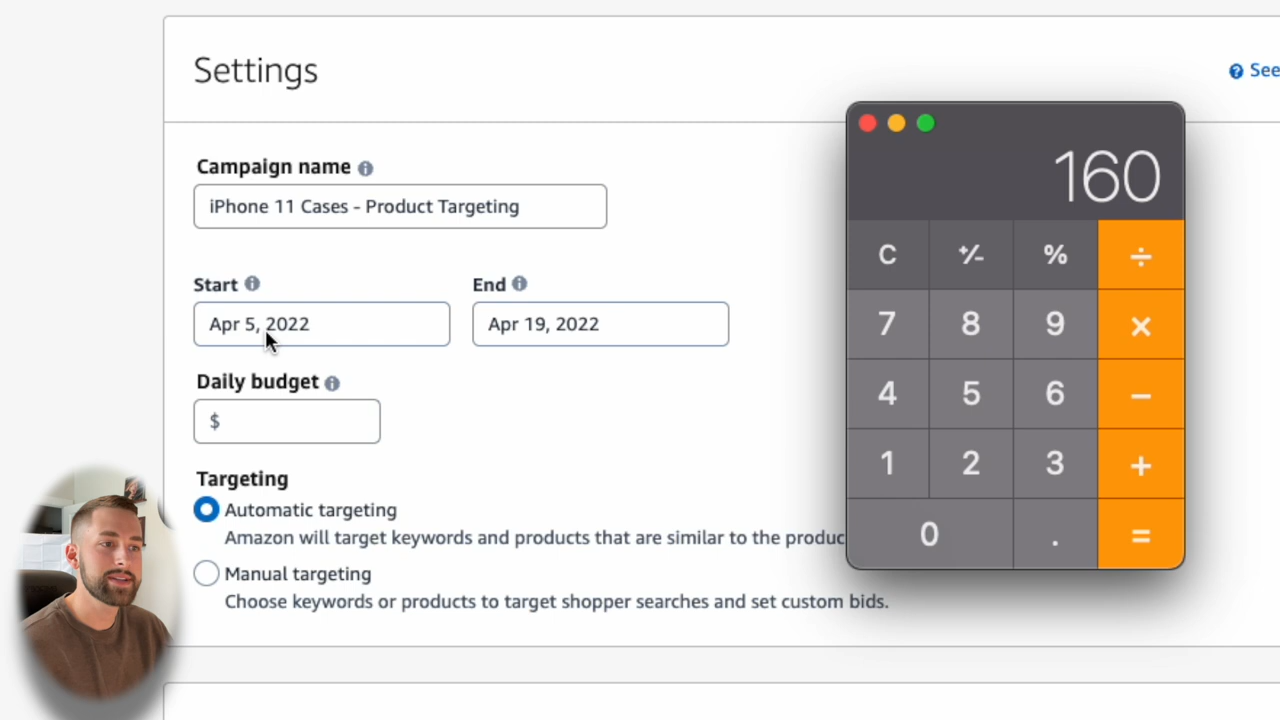 Settings
See
Campaign name
iPhone 11 Cases - Product Targeting
Start
End
Apr 5, 2022
Apr 19, 2022
Daily budget
$
Targeting
Automatic targeting
Amazon will target keywords and products that are similar to the produc
Manual targeting
Choose keywords or products to target shopper searches and set custom bids.
160
C +/- % ÷
7 8 9 ×
4 5 6 −
1 2 3 +
0 . =